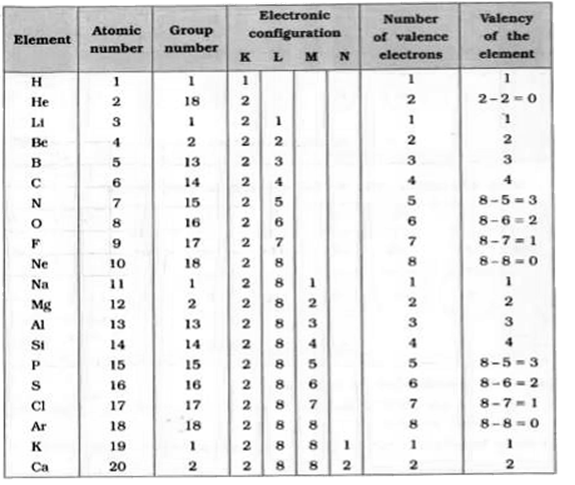 Element Atomic number Group number Electronic configuration Number of valence electrons Valency of the element
K L M N
H 1 1 1 1 1
He 2 18 2 2 2-2=0
Li 3 1 2 1 1 1
Be 4 2 2 2 2 2
B 5 13 2 3 3 3
C 6 14 2 4 4 4
N 7 15 2 5 5 8-5=3
O 8 16 2 6 6 8-6=2
F 9 17 2 7 7 8-7=1
Ne 10 18 2 8 8 8-8=0
Na 11 1 2 8 1 1 1
Mg 12 2 2 8 2 2 2
Al 13 13 2 8 3 3 3
Si 14 14 2 8 4 4 4
P 15 15 2 8 5 5 8-5=3
S 16 16 2 8 6 6 8-6=2
Cl 17 17 2 8 7 7 8-7=1
Ar 18 18 2 8 8 8 8-8=0
K 19 1 2 8 8 1 1 1
Ca 20 2 2 8 8 2 2 2